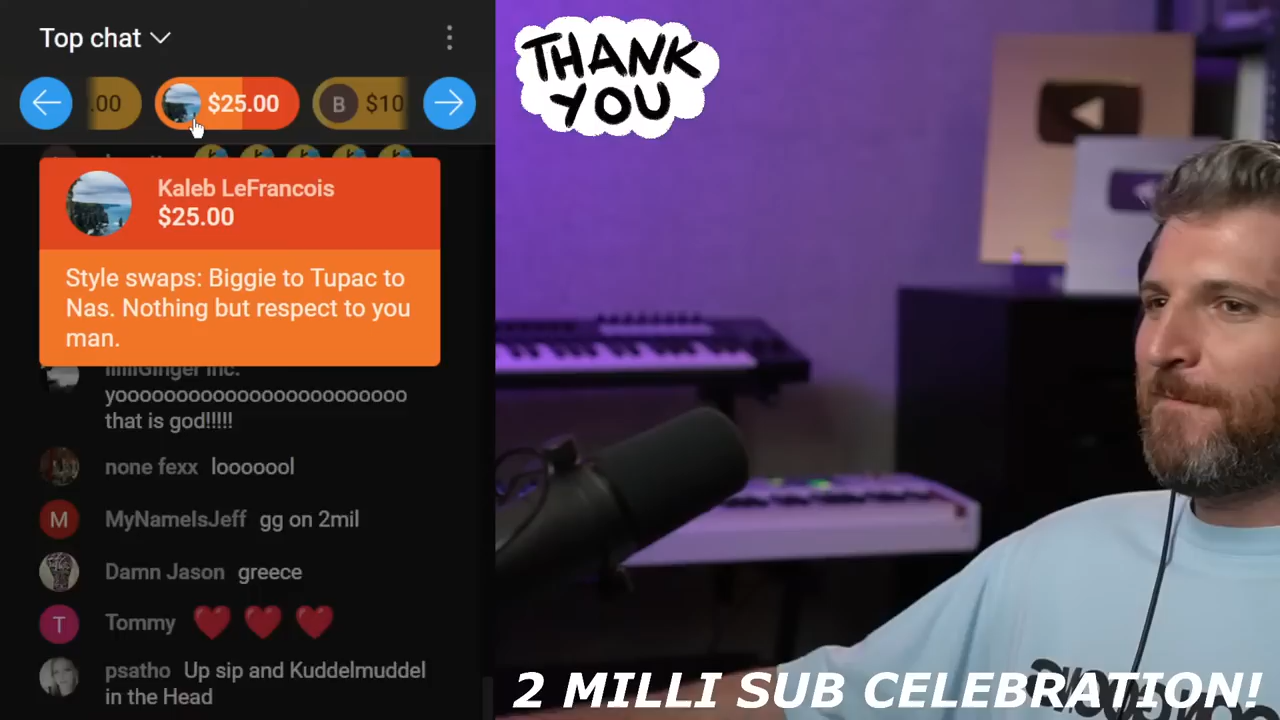 Top chat
.00
$25.00
B
$10
THANK
YOU
Kaleb LeFrancois
$25.00
Style swaps: Biggie to Tupac to
Nas. Nothing but respect to you
man.
yooooooooooooooooooooooo
that is god!!!!!
none fexx looooool
M
MyNameIsJeff gg on 2mil
Damn Jason greece
T
Tommy
psatho Up sip and Kuddelmuddel
in the Head
2 MILLI SUB CELEBRATION!